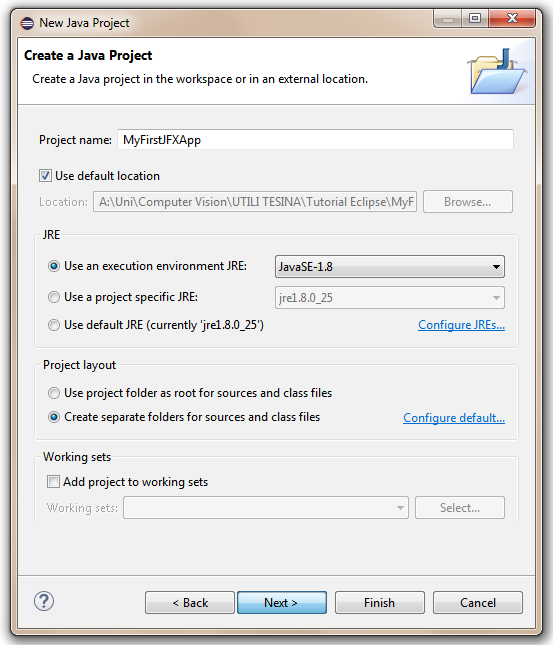 New Java Project
Create a Java Project
Create a Java project in the workspace or in an external location.
Project name: MyFirstJFXApp
Use default location
Location: A:\Uni\Computer Vision\UTILI TESINA\Tutorial Eclipse\MyF Browse...
JRE
Use an execution environment JRE: JavaSE-1.8
Use a project specific JRE: jre1.8.0_25
Use default JRE (currently 'jre1.8.0_25') Configure JREs...
Project layout
Use project folder as root for sources and class files
Create separate folders for sources and class files Configure default...
Working sets
Add project to working sets
Working sets: Select...
? < Back Next > Finish Cancel